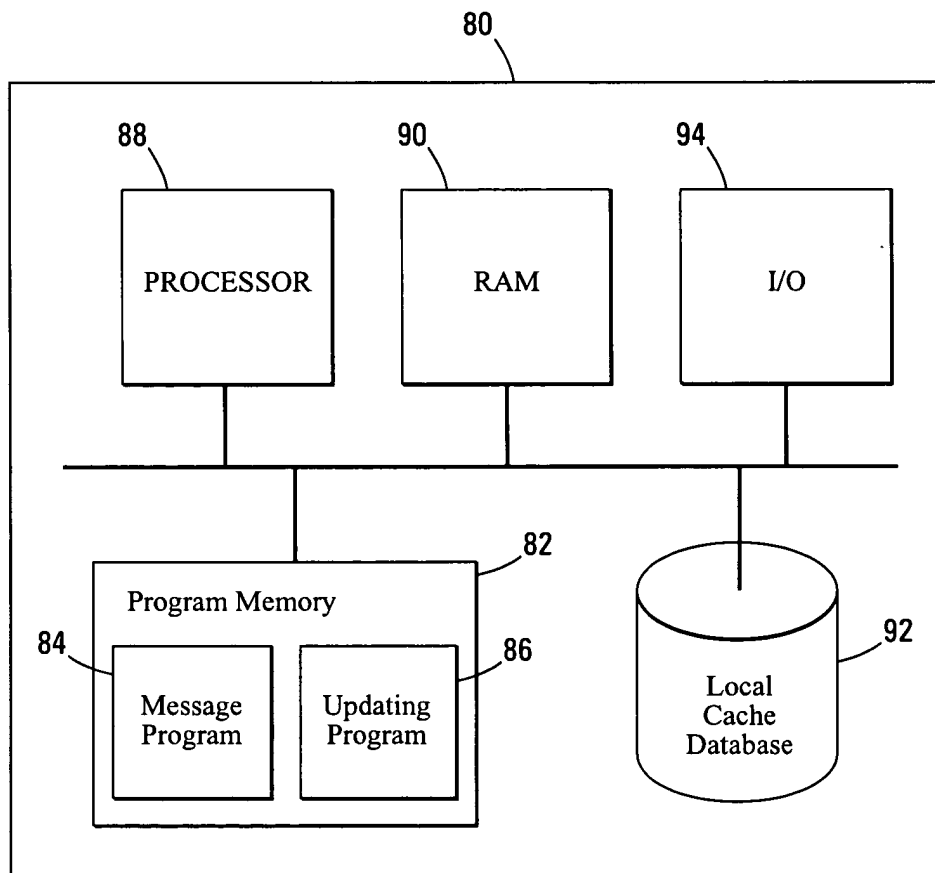 80
88
90
94
PROCESSOR
RAM
I/O
82
Program Memory
84
86
92
Message
Program
Updating
Program
Local
Cache
Database